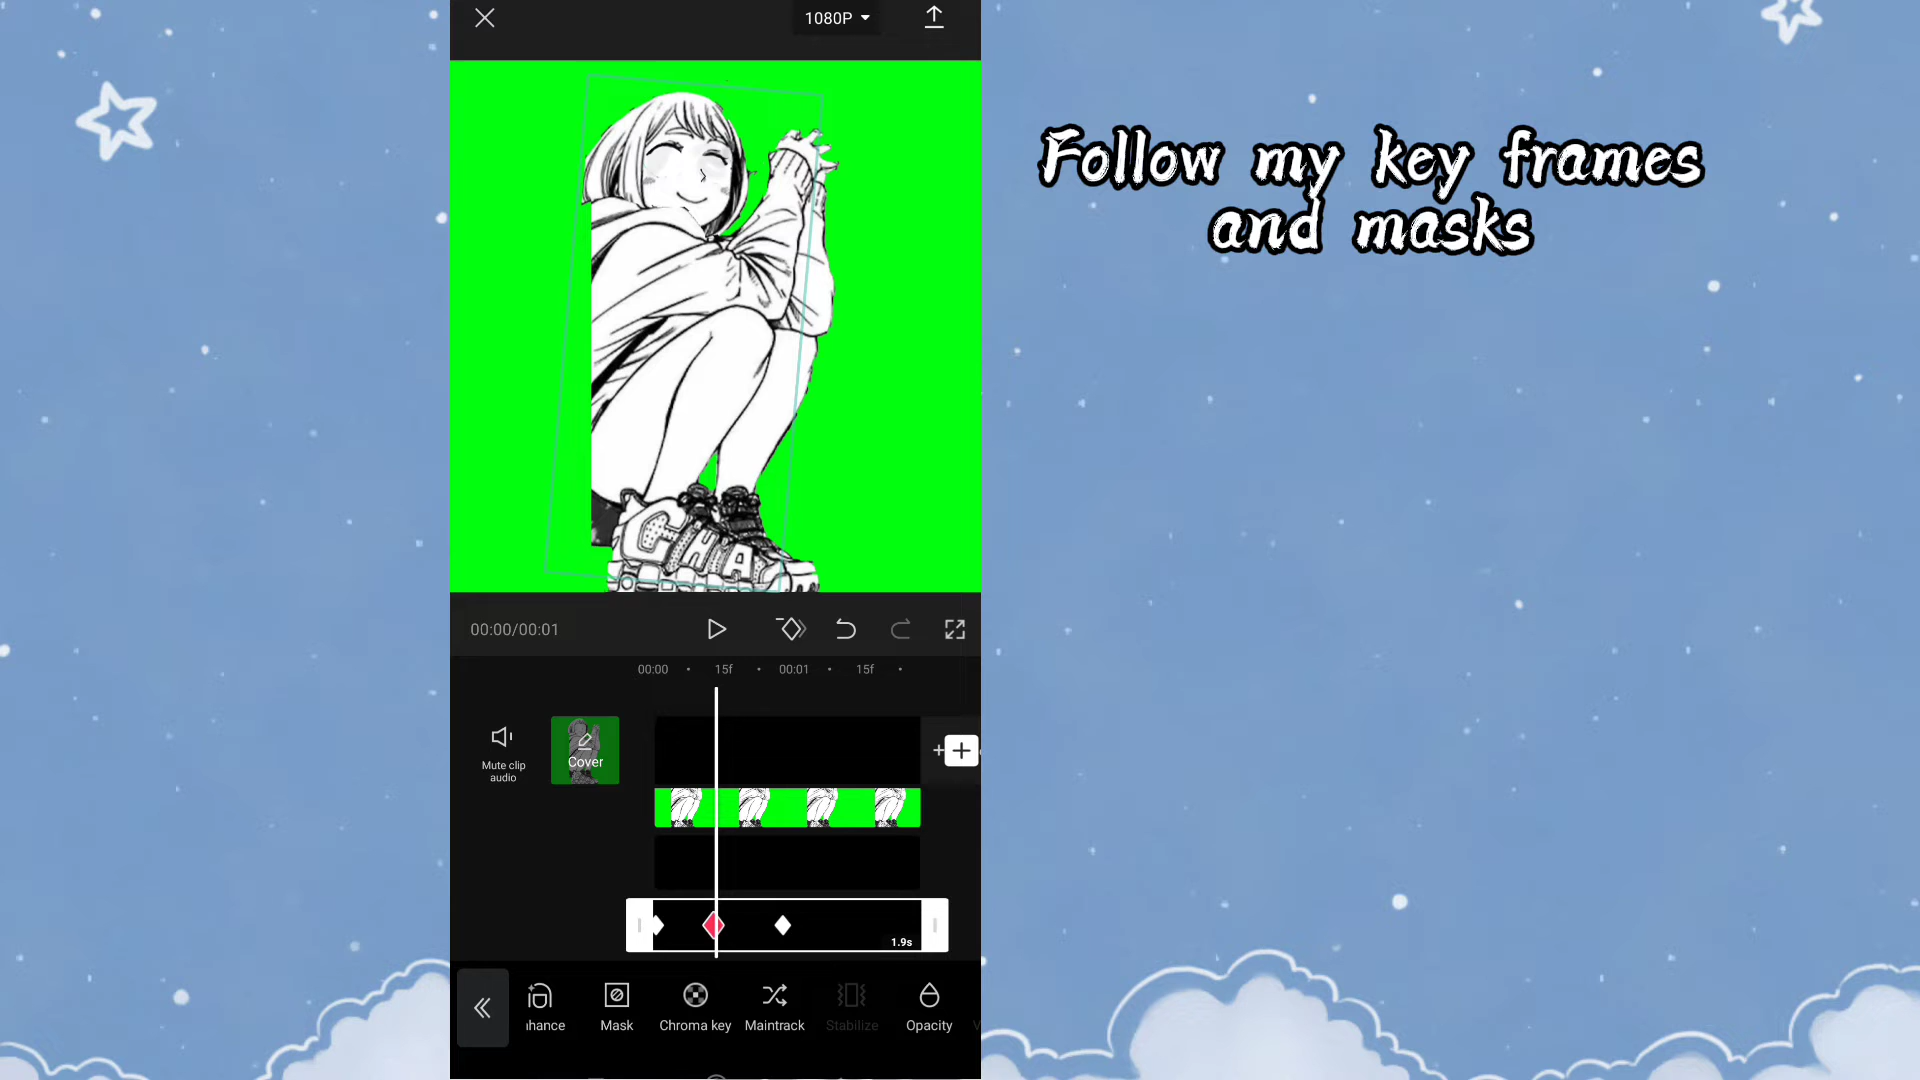 1080P
Follow my key frames
and masks
CHA
00:00/00:01
00:00 15f 00:01 15f
Mute clip
audio
Cover
1.9s
hance Mask Chroma key Maintrack Stabilize Opacity